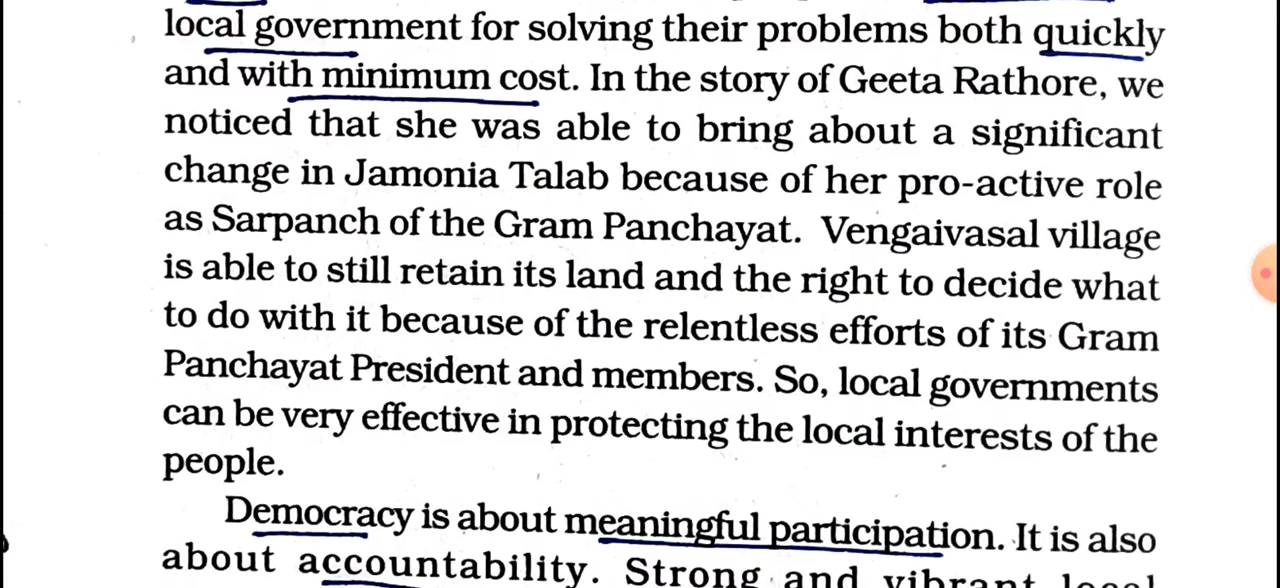 local government for solving their problems both quickly
and with minimum cost. In the story of Geeta Rathore, we
noticed that she was able to bring about a significant
change in Jamonia Talab because of her pro-active role
as Sarpanch of the Gram Panchayat. Vengaivasal village
is able to still retain its land and the right to decide what
to do with it because of the relentless efforts of its Gram
Panchayat President and members. So, local governments
can be very effective in protecting the local interests of the
people.
Democracy is about meaningful participation. It is also
about accountability. Strong and vibrant local